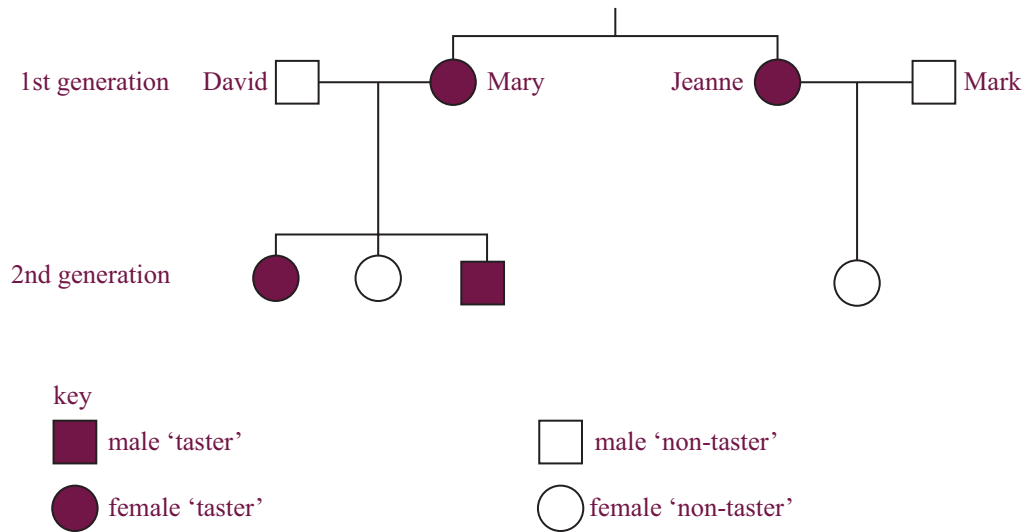 1st generation David Mary Jeanne Mark
2nd generation
key
male ‘taster’ male ‘non-taster’
female ‘taster’ female ‘non-taster’